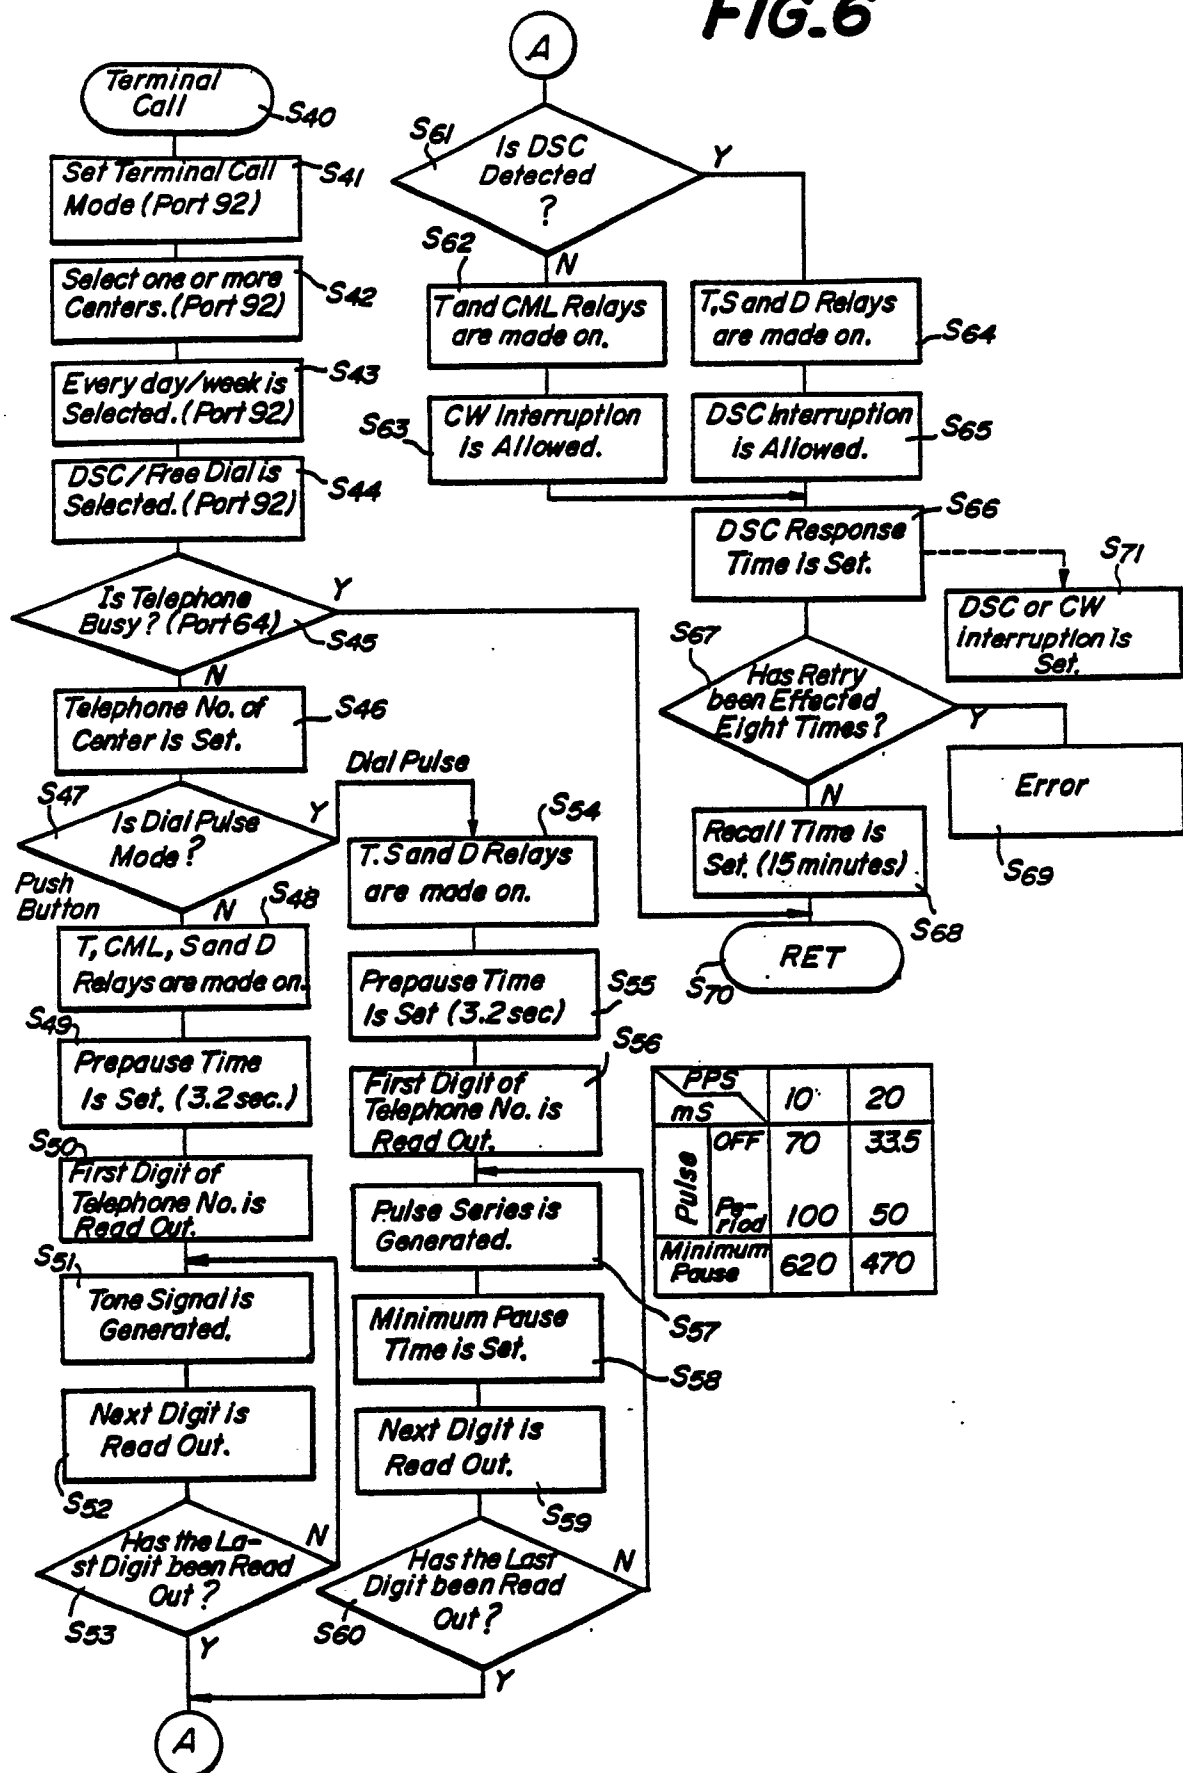 FIG.6
A
Terminal
Call
S40
Set Terminal Call
Mode (Port 92)
S41
Select one or more
Centers. (Port 92)
S42
Every day/week is
Selected. (Port 92)
S43
DSC/Free Dial is
Selected. (Port 92)
S44
Is Telephone
Busy? (Port 64)
S45
Y
N
Telephone No. of
Center is Set.
S46
S47
Is Dial Pulse
Mode?
Y
Dial Pulse
Push
Button
N
S48
T, CML, S and D
Relays are made on.
S49
Prepause Time
Is Set. (3.2 sec.)
S50
First Digit of
Telephone No. is
Read Out.
S51
Tone Signal is
Generated.
Next Digit is
Read Out.
S52
Has the La-
st Digit been Read
Out?
N
S53
Y
A
S54
T. S and D Relays
are made on.
Prepause Time
Is Set (3.2 sec)
S55
S56
First Digit of
Telephone No. is
Read Out.
Pulse Series is
Generated.
S57
Minimum Pause
Time is Set.
S58
Next Digit is
Read Out.
S59
Has the Last
Digit been Read
Out?
N
S60
Y
S61
Is DSC
Detected
?
Y
N
S62
T and CML Relays
are made on.
S63
CW Interruption
is Allowed.
T,S and D Relays
are made on.
S64
DSC Interruption
is Allowed.
S65
S66
DSC Response
Time is Set.
S71
DSC or CW
interruption is
Set.
S67
Has Retry
been Effected
Eight Times?
Y
N
Error
S69
Recall Time is
Set. (15 minutes)
S68
RET
S70
PPS
mS
10
20
Pulse
OFF
70
33.5
Pe-
riod
100
50
Minimum
Pause
620
470